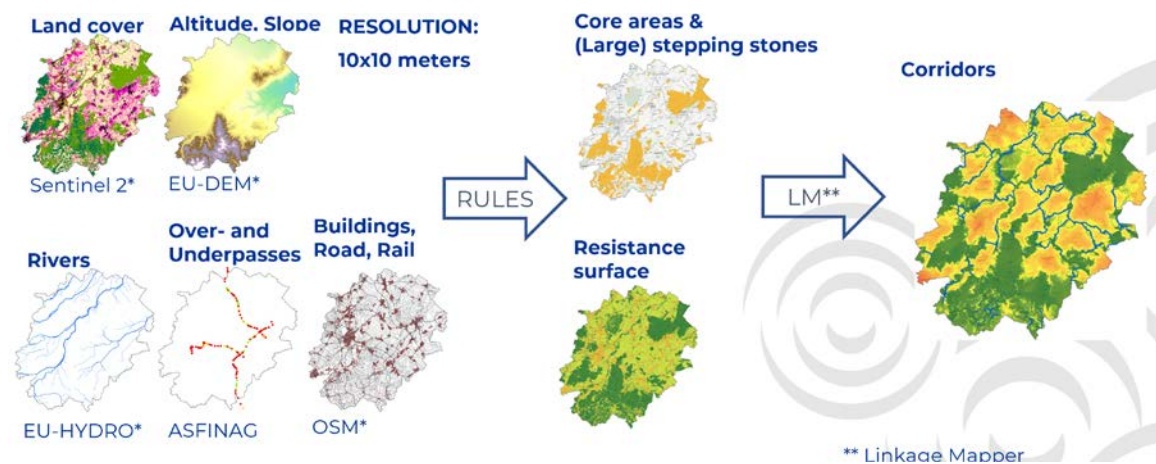 Land cover
Altitude, Slope
RESOLUTION:
10x10 meters
Sentinel 2*
EU-DEM*
Rivers
Over- and
Underpasses
Buildings,
Road, Rail
EU-HYDRO*
ASFINAG
OSM*
RULES
Core areas &
(Large) stepping stones
Resistance
surface
LM**
Corridors
** Linkage Mapper